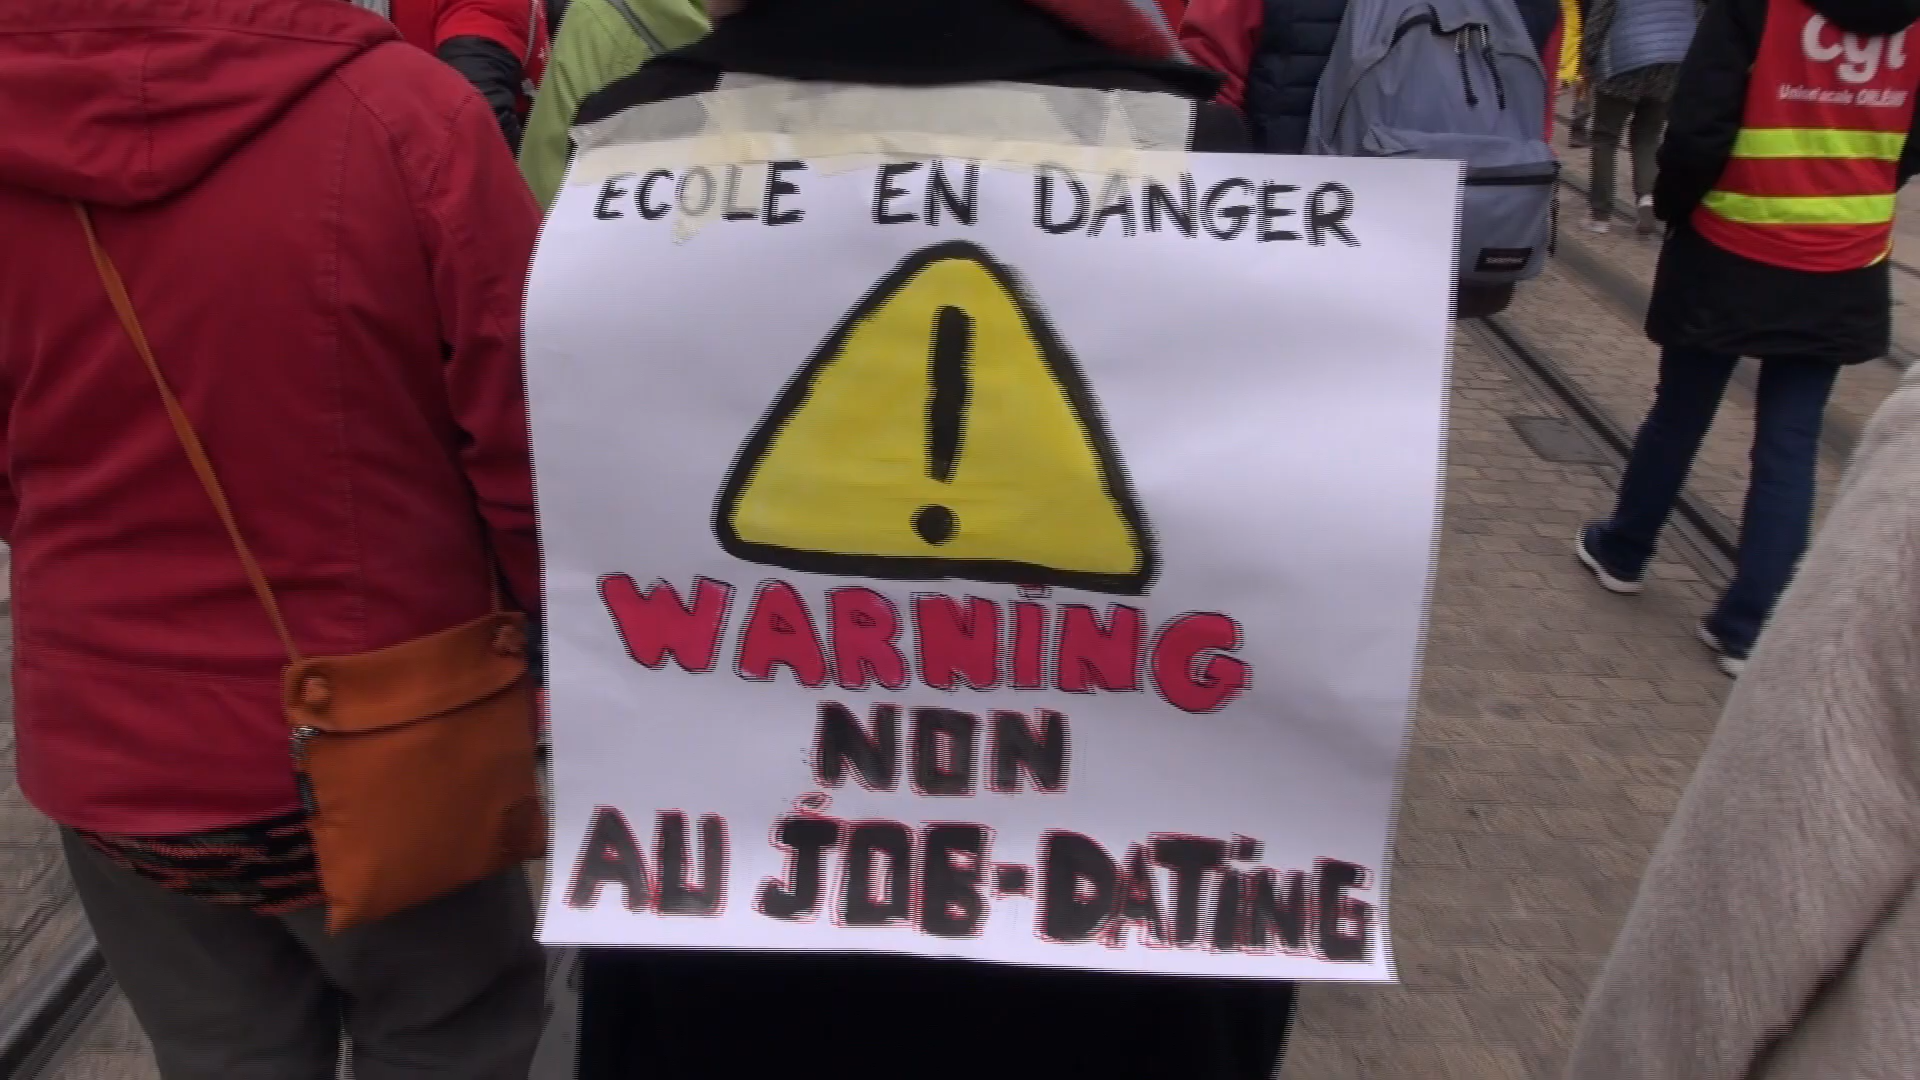 cgt
ECOLE EN DANGER
!
WARNING
NON
AU JOB-DATING